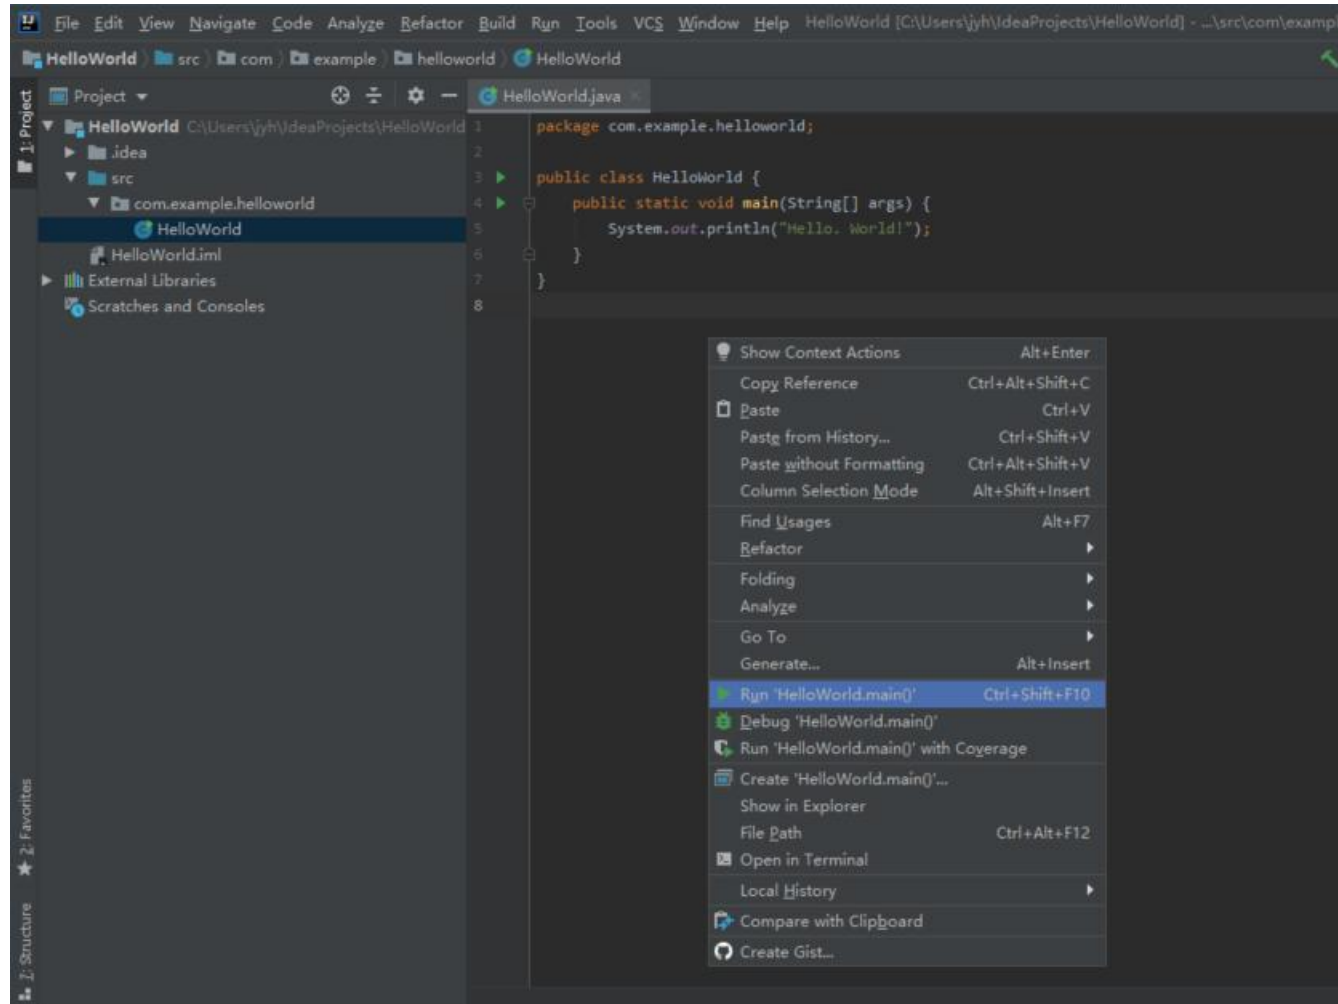 File Edit View Navigate Code Analyze Refactor Build Run Tools VCS Window Help HelloWorld [C:\Users\jyh\IdeaProjects\HelloWorld] - ...\src\com\examp
HelloWorld src com example helloworld HelloWorld
1: Project
Project
HelloWorld.java
HelloWorld C:\Users\jyh\IdeaProjects\HelloWorld
.idea
src
com.example.helloworld
HelloWorld
HelloWorld.iml
External Libraries
Scratches and Consoles
1 package com.example.helloworld;
2
3 public class HelloWorld {
4 public static void main(String[] args) {
5 System.out.println("Hello. World!");
6 }
7 }
8
Show Context Actions Alt+Enter
Copy Reference Ctrl+Alt+Shift+C
Paste Ctrl+V
Paste from History... Ctrl+Shift+V
Paste without Formatting Ctrl+Alt+Shift+V
Column Selection Mode Alt+Shift+Insert
Find Usages Alt+F7
Refactor
Folding
Analyze
Go To
Generate... Alt+Insert
Run 'HelloWorld.main()' Ctrl+Shift+F10
Debug 'HelloWorld.main()'
Run 'HelloWorld.main()' with Coverage
Create 'HelloWorld.main()'...
Show in Explorer
File Path Ctrl+Alt+F12
Open in Terminal
Local History
Compare with Clipboard
Create Gist...
2: Favorites
7: Structure